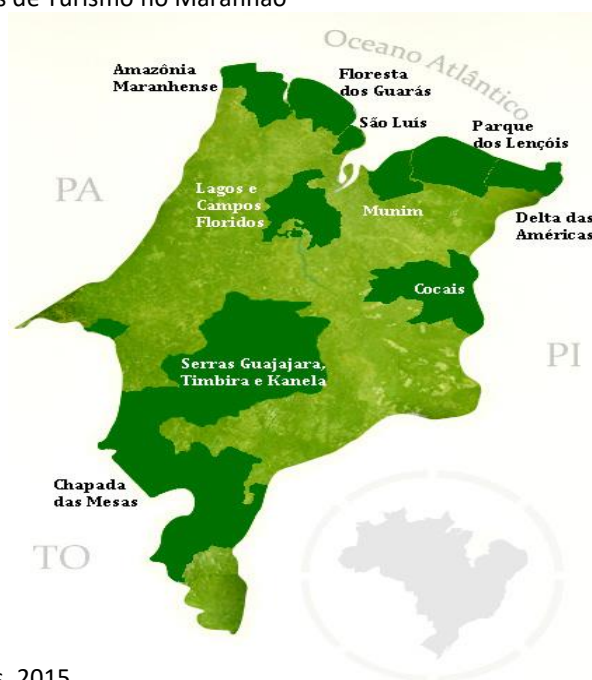 s de Turismo no Maranhão
Oceano Atlântico
Amazônia
Maranhense
Floresta
dos Guarás
São Luís
Parque
dos Lençóis
PA
Lagos e
Campos
Floridos
Munim
Delta das
Américas
Cocais
PI
Serras Guajajara,
Timbira e Kanela
Chapada
das Mesas
TO
s, 2015